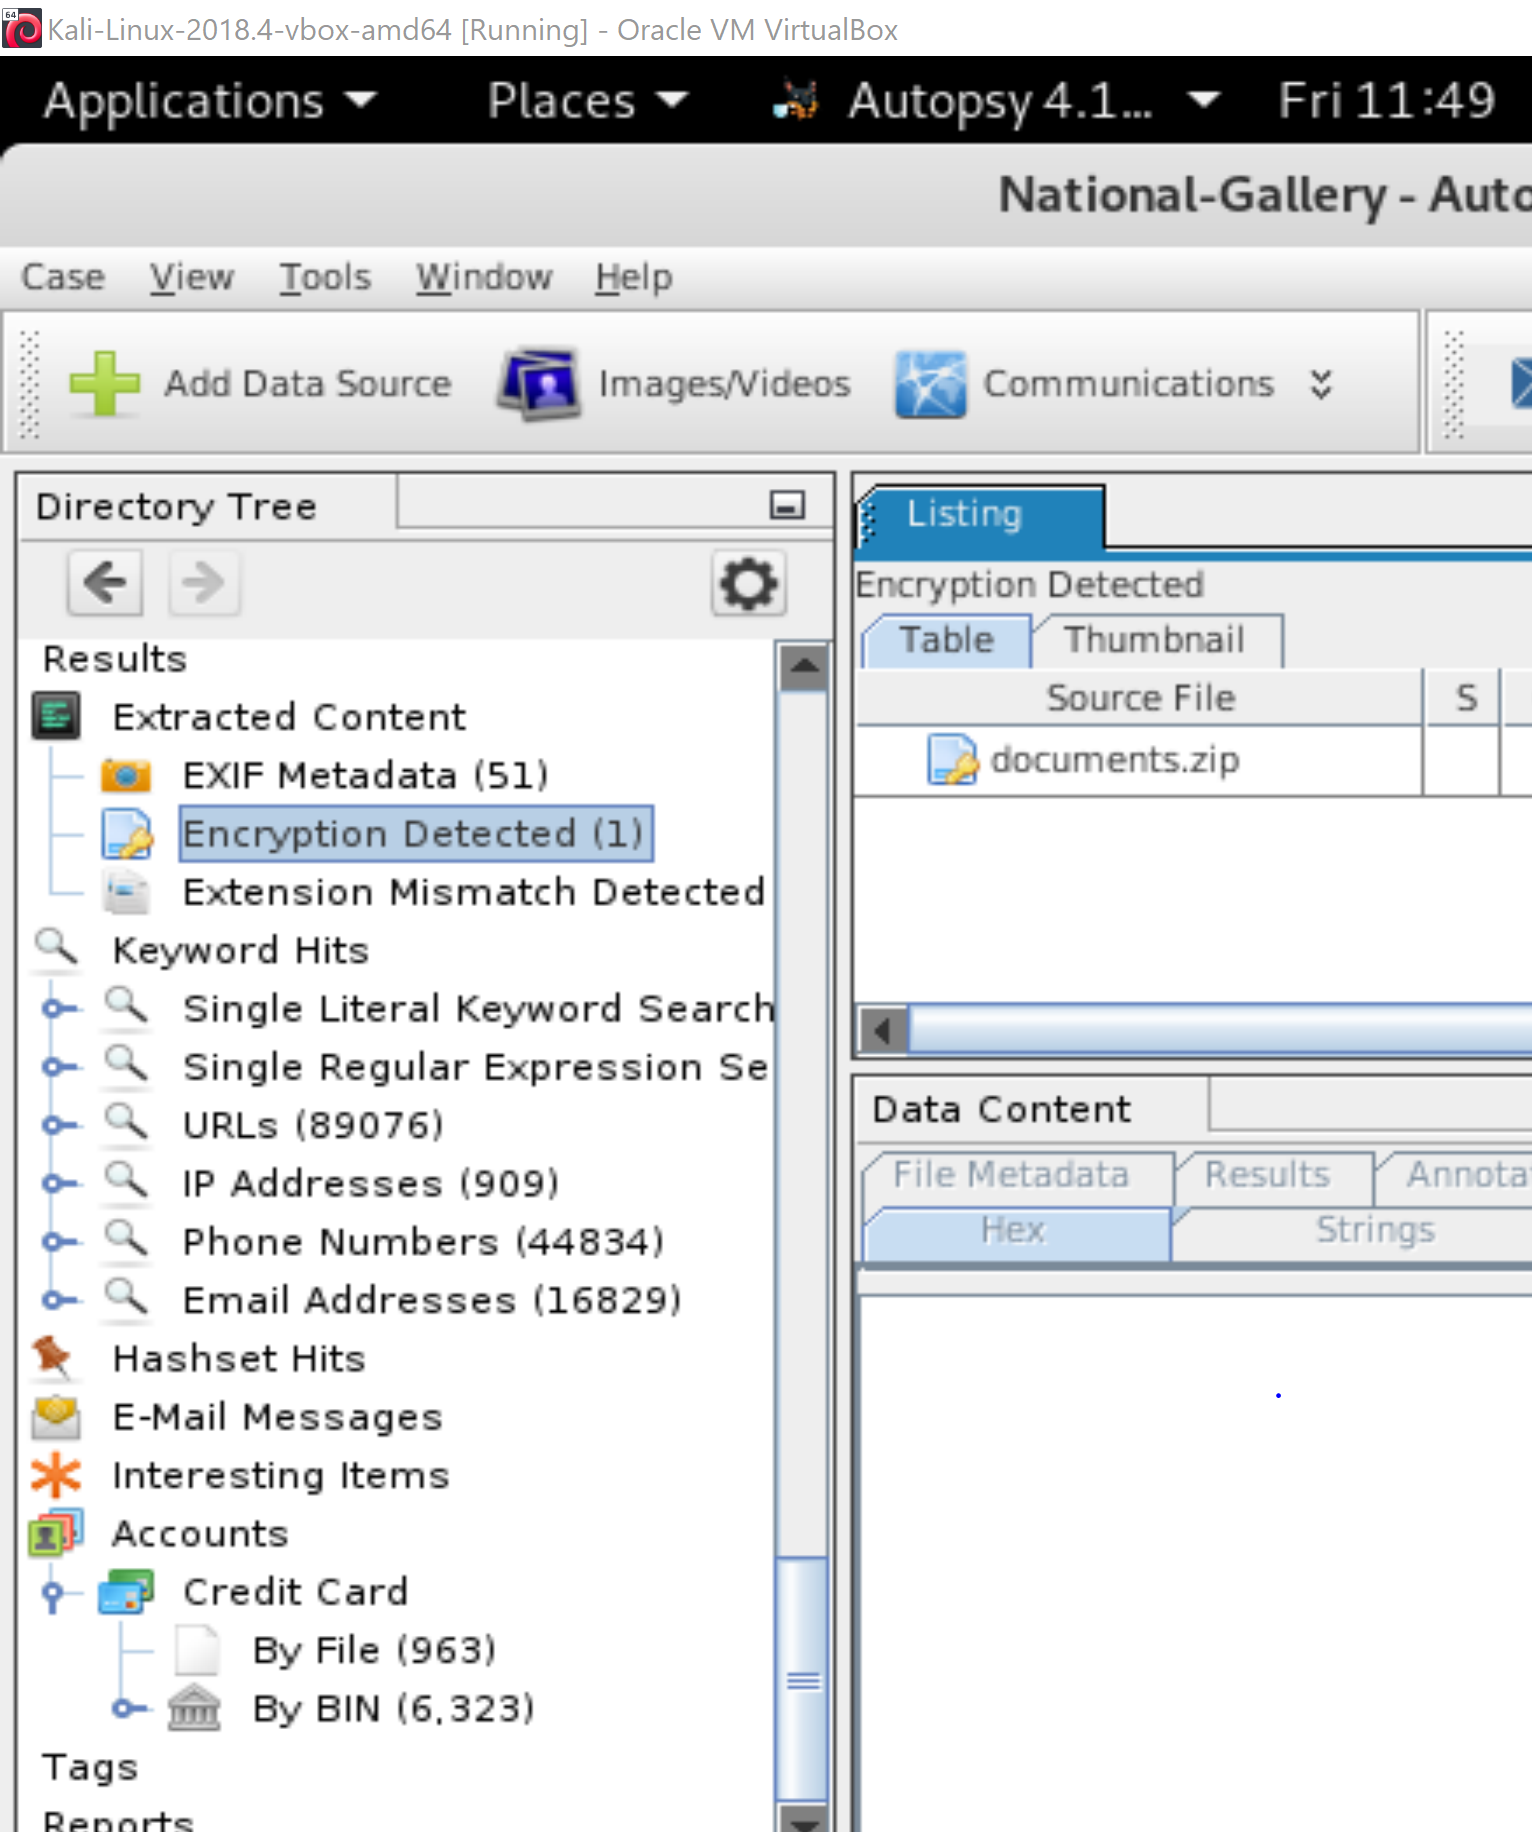 64
Kali-Linux-2018.4-vbox-amd64 [Running] - Oracle VM VirtualBox
Applications Places Autopsy 4.1... Fri 11:49
National-Gallery - Auto
Case View Tools Window Help
Add Data Source Images/Videos Communications
Directory Tree
Results
Extracted Content
EXIF Metadata (51)
Encryption Detected (1)
Extension Mismatch Detected
Keyword Hits
Single Literal Keyword Search
Single Regular Expression Se
URLs (89076)
IP Addresses (909)
Phone Numbers (44834)
Email Addresses (16829)
Hashset Hits
E-Mail Messages
Interesting Items
Accounts
Credit Card
By File (963)
By BIN (6,323)
Tags
Reports
Listing
Encryption Detected
Table Thumbnail
Source File S
documents.zip
Data Content
File Metadata Results Annota
Hex Strings